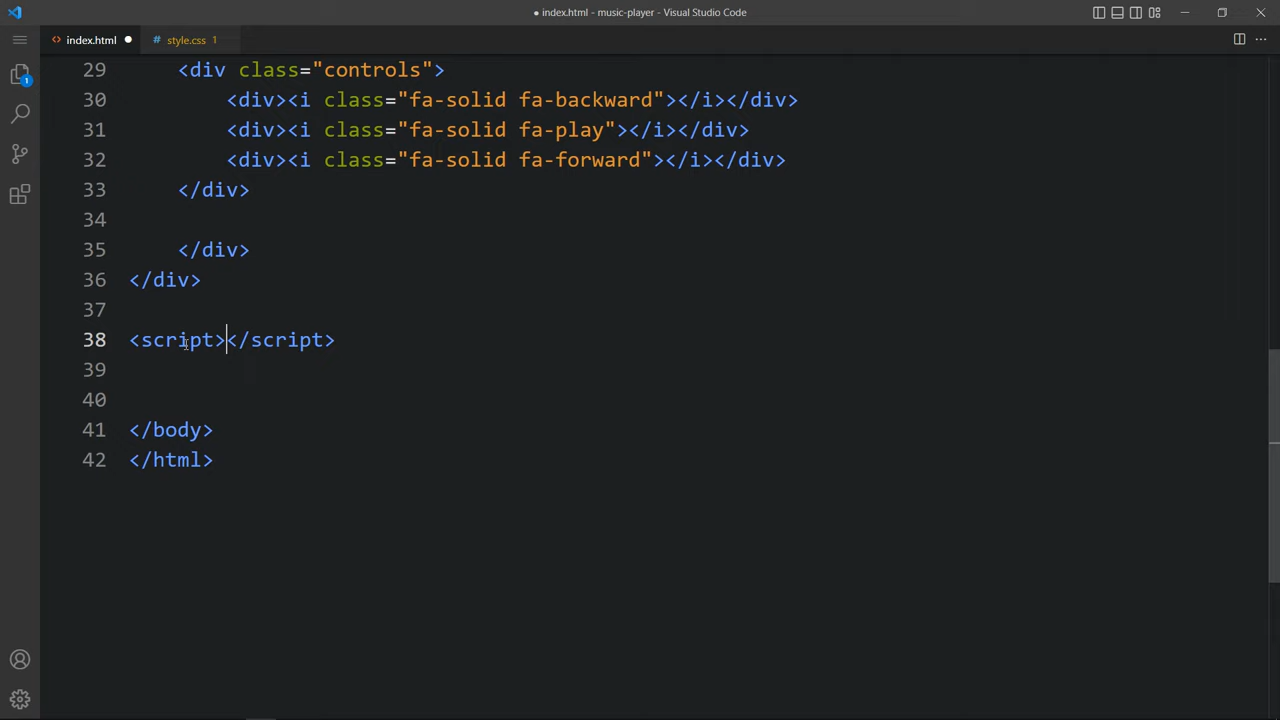 ● index.html - music-player - Visual Studio Code
<> index.html ●
# style.css 1
29 <div class="controls">
30 <div><i class="fa-solid fa-backward"></i></div>
31 <div><i class="fa-solid fa-play"></i></div>
32 <div><i class="fa-solid fa-forward"></i></div>
33 </div>
34
35 </div>
36 </div>
37
38 <script></script>
39
40
41 </body>
42 </html>
1